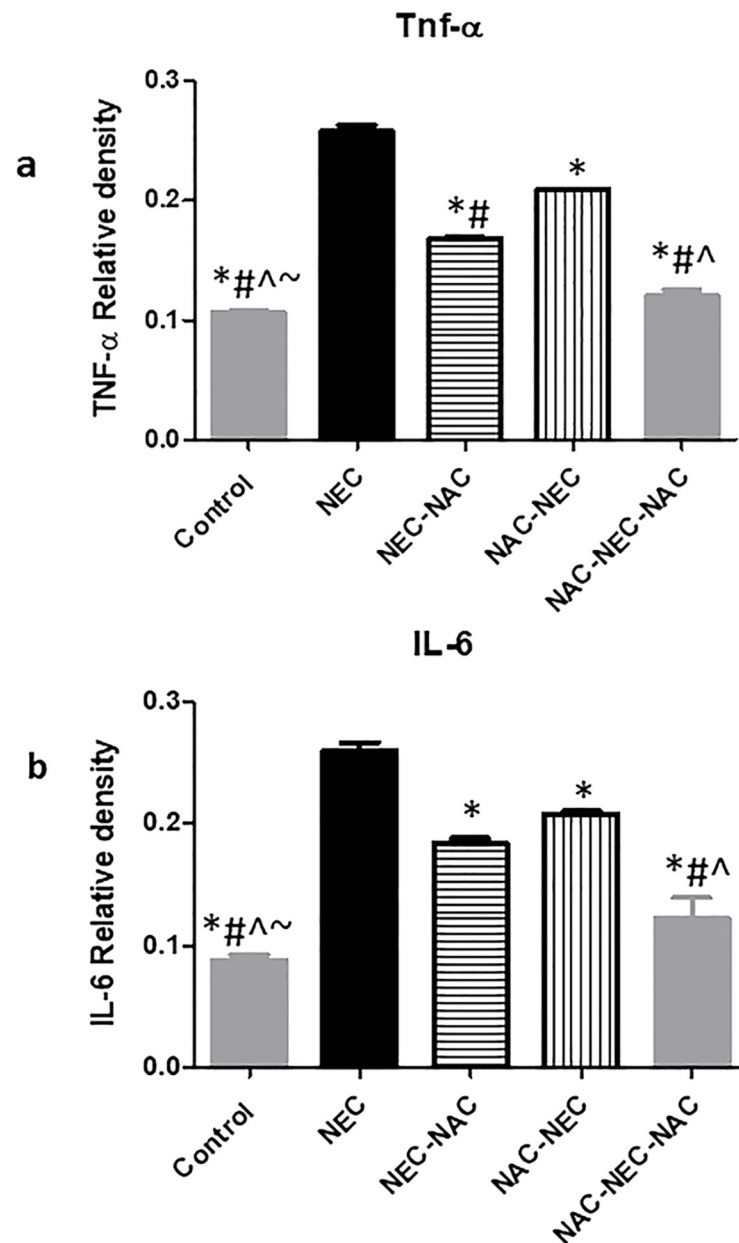 Tnf-α
a
TNF-α Relative density
0.3
0.2
0.1
0.0
*#^~
*#
*
*#^
Control
NEC
NEC-NAC
NAC-NEC
NAC-NEC-NAC
IL-6
b
IL-6 Relative density
0.3
0.2
0.1
0.0
*#^~
*
*
*#^
Control
NEC
NEC-NAC
NAC-NEC
NAC-NEC-NAC